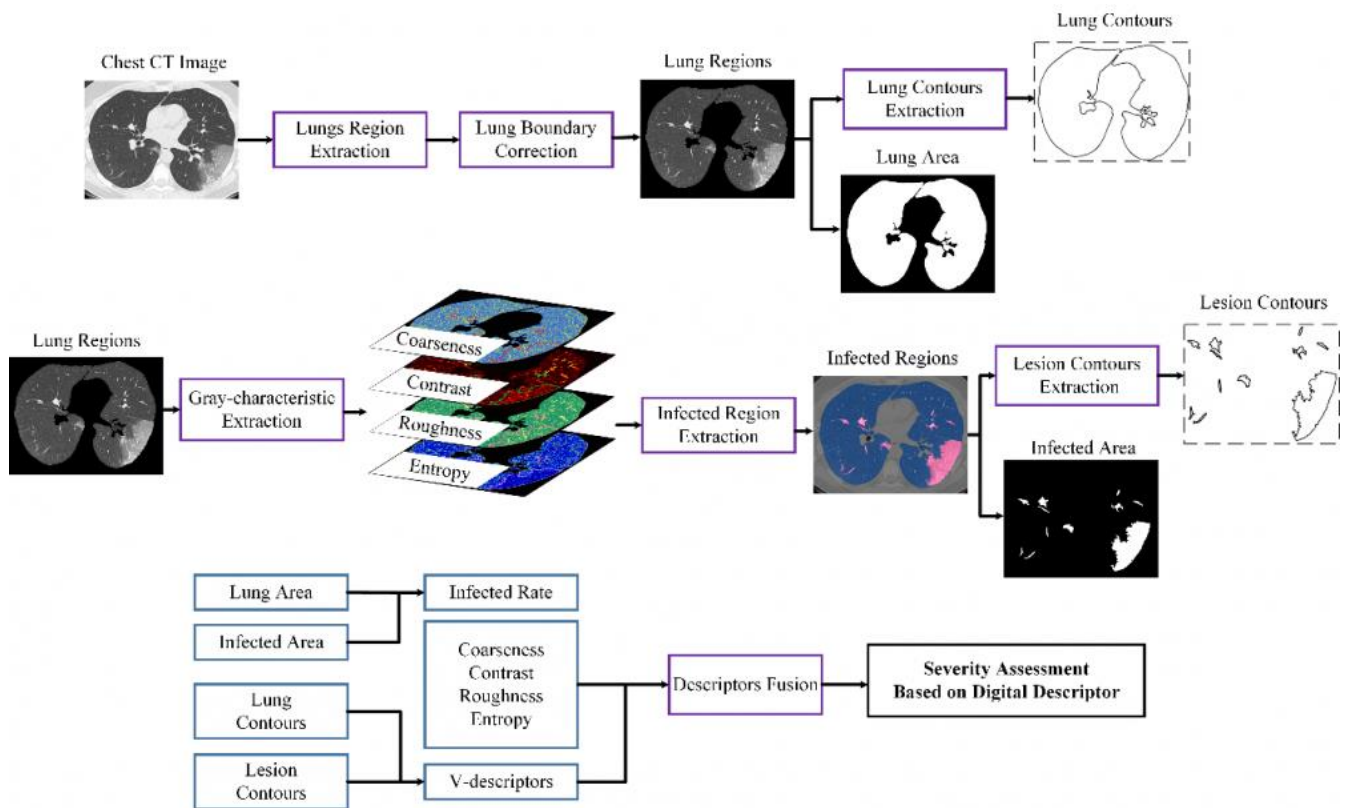 Lung Contours
Chest CT Image
Lung Regions
Lungs Region
Extraction
Lung Boundary
Correction
Lung Contours
Extraction
Lung Area
Lung Regions
Gray-characteristic
Extraction
Coarseness
Contrast
Roughness
Entropy
Infected Region
Extraction
Infected Regions
Lesion Contours
Extraction
Lesion Contours
Infected Area
Lung Area
Infected Area
Lung
Contours
Lesion
Contours
Infected Rate
Coarseness
Contrast
Roughness
Entropy
V-descriptors
Descriptors Fusion
Severity Assessment
Based on Digital Descriptor